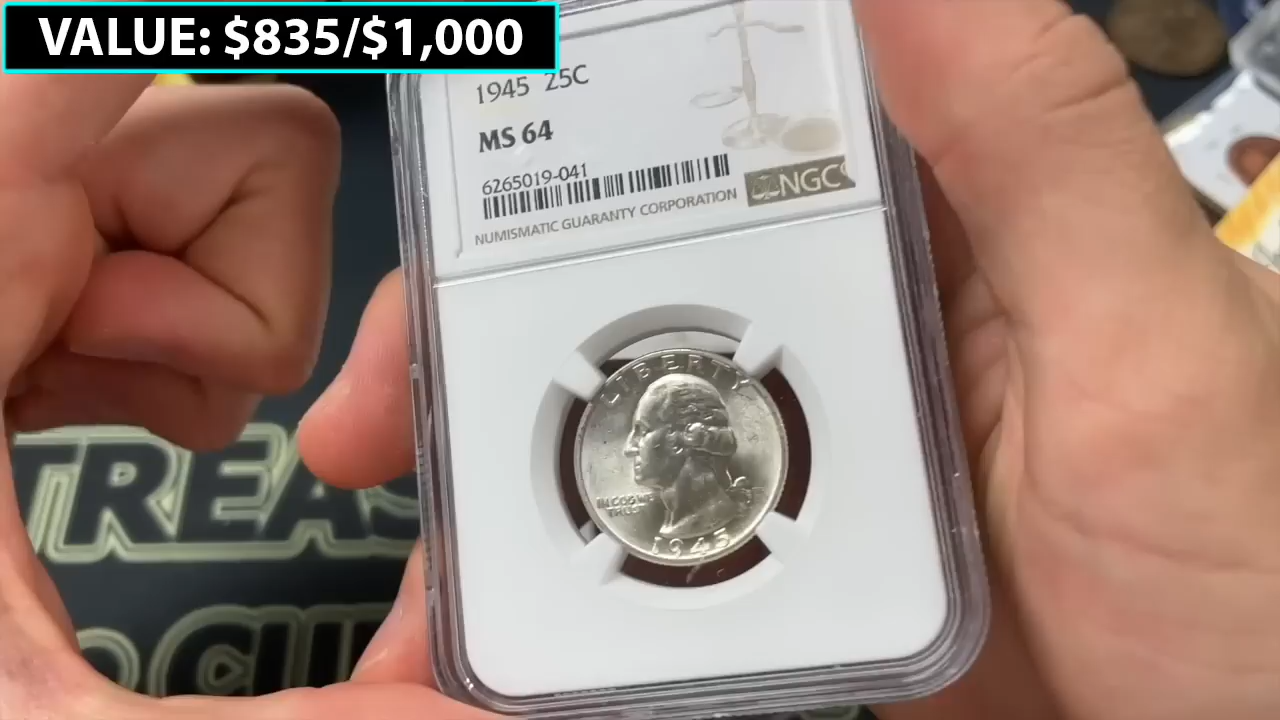 VALUE: $835/$1,000
1945 25C
MS 64
6265019-041
NGC
NUMISMATIC GUARANTY CORPORATION
LIBERTY
IN GOD WE
TRUST
1945
TREAS